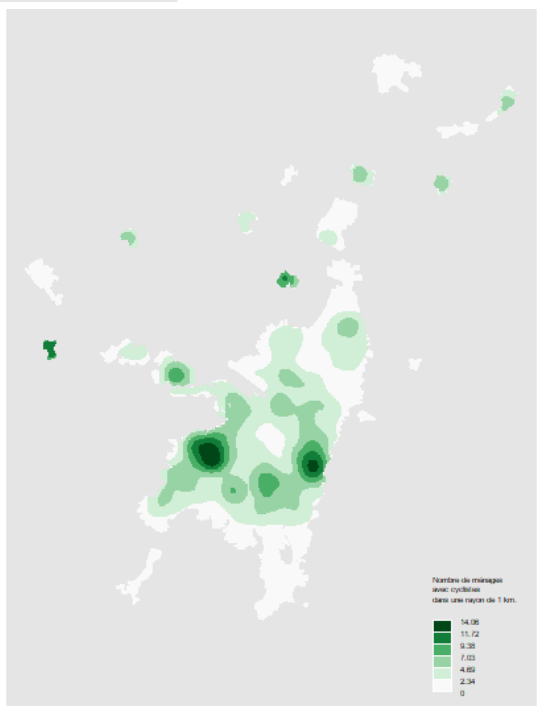 Nombre de ménages
avec cyclistes
dans une rayon de 1 km.
14.06
11.72
9.38
7.03
4.69
2.34
0